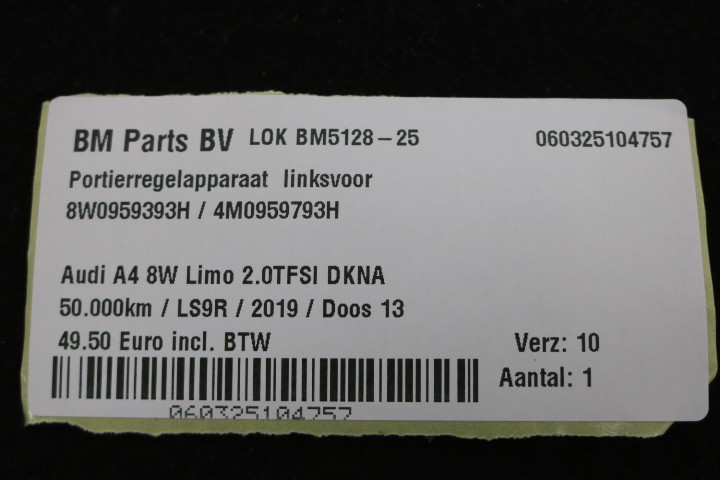 BM Parts BV LOK BM5128-25 060325104757
Portierregelapparaat linksvoor
8W0959393H / 4M0959793H
Audi A4 8W Limo 2.0TFSI DKNA
50.000km / LS9R / 2019 / Doos 13
49.50 Euro incl. BTW Verz: 10
Aantal: 1
060325104757